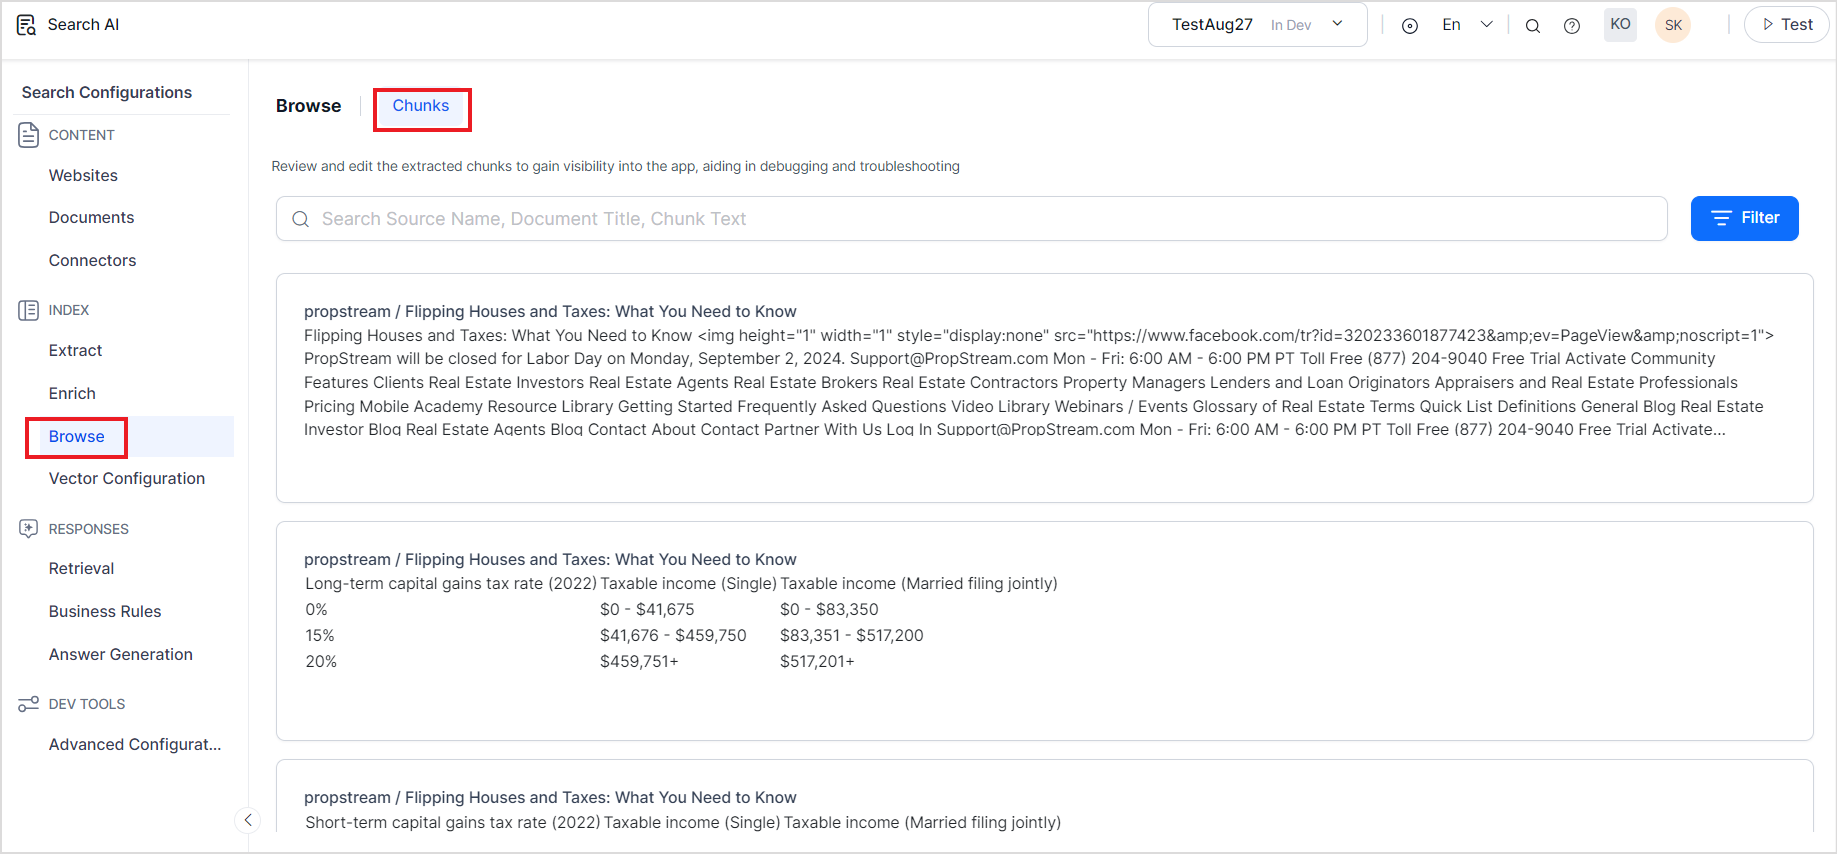 Search AI
TestAug27 In Dev
En
KO
SK
Test
Search Configurations
CONTENT
Websites
Documents
Connectors
INDEX
Extract
Enrich
Browse
Vector Configuration
RESPONSES
Retrieval
Business Rules
Answer Generation
DEV TOOLS
Advanced Configurat...
Browse
Chunks
Review and edit the extracted chunks to gain visibility into the app, aiding in debugging and troubleshooting
Search Source Name, Document Title, Chunk Text
Filter
propstream / Flipping Houses and Taxes: What You Need to Know
Flipping Houses and Taxes: What You Need to Know <img height="1" width="1" style="display:none" src="https://www.facebook.com/tr?id=320233601877423&amp;ev=PageView&amp;noscript=1">
PropStream will be closed for Labor Day on Monday, September 2, 2024. Support@PropStream.com Mon - Fri: 6:00 AM - 6:00 PM PT Toll Free (877) 204-9040 Free Trial Activate Community
Features Clients Real Estate Investors Real Estate Agents Real Estate Brokers Real Estate Contractors Property Managers Lenders and Loan Originators Appraisers and Real Estate Professionals
Pricing Mobile Academy Resource Library Getting Started Frequently Asked Questions Video Library Webinars / Events Glossary of Real Estate Terms Quick List Definitions General Blog Real Estate
Investor Blog Real Estate Agents Blog Contact About Contact Partner With Us Log In Support@PropStream.com Mon - Fri: 6:00 AM - 6:00 PM PT Toll Free (877) 204-9040 Free Trial Activate...
propstream / Flipping Houses and Taxes: What You Need to Know
Long-term capital gains tax rate (2022) Taxable income (Single) Taxable income (Married filing jointly)
0% $0 - $41,675 $0 - $83,350
15% $41,676 - $459,750 $83,351 - $517,200
20% $459,751+ $517,201+
propstream / Flipping Houses and Taxes: What You Need to Know
Short-term capital gains tax rate (2022) Taxable income (Single) Taxable income (Married filing jointly)